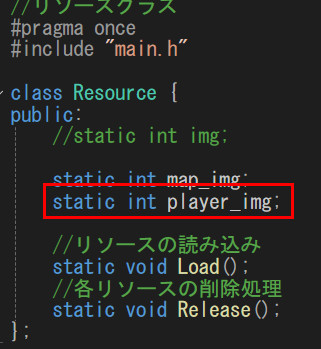 //リソースクラス
#pragma once
#include "main.h"
class Resource {
public:
//static int img;
static int map_img;
static int player_img;
//リソースの読み込み
static void Load();
//各リソースの削除処理
static void Release();
};